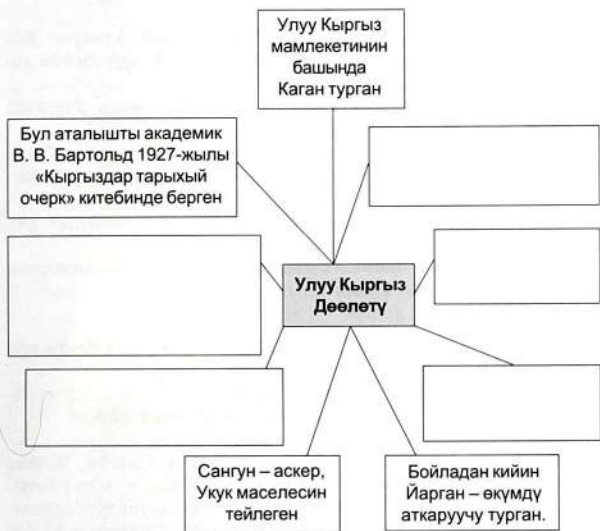 Улуу Кыргыз
мамлекетинин
башында
Каган турган
Бул аталышты академик
В. В. Бартольд 1927-жылы
«Кыргыздар тарыхый
очерк» китебинде берген
Улуу Кыргыз
Дөөлөтү
Сангун – аскер,
Укук маселесин
тейлеген
Бойладан кийин
Йарган – өкүмдү
аткаруучу турган.